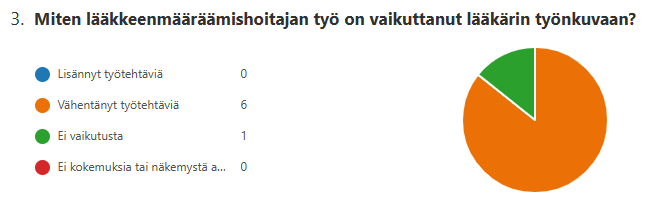 3. Miten lääkkeenmääräämishoitajan työ on vaikuttanut lääkärin työnkuvaan?
Lisännyt työtehtäviä 0
Vähentänyt työtehtäviä 6
Ei vaikutusta 1
Ei kokemuksia tai näkemystä a... 0